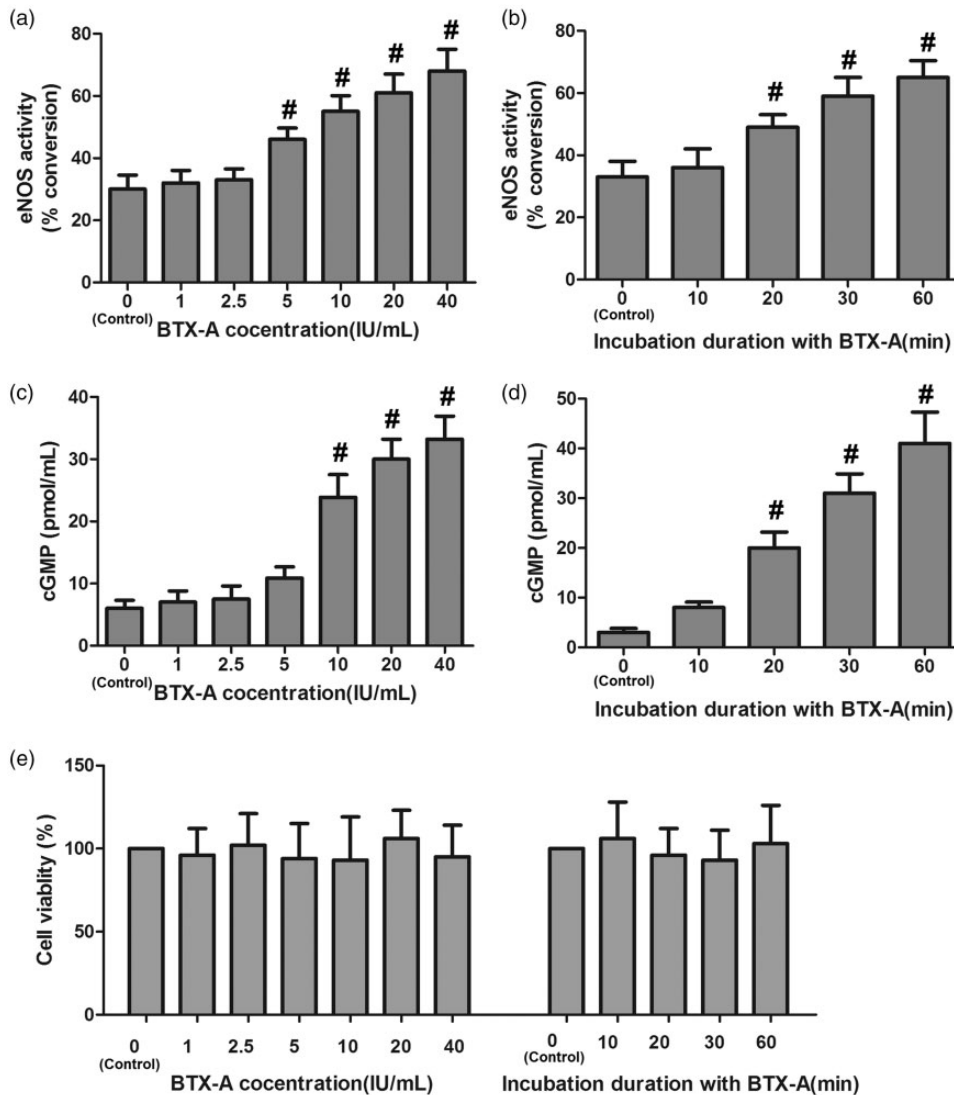 (a)
eNOS activity
(% conversion)
80
60
40
20
0
# # # #
0 1 2.5 5 10 20 40
(Control)
BTX-A cocentration(IU/mL)
(b)
eNOS activity
(% conversion)
80
60
40
20
0
# # #
0 10 20 30 60
(Control)
Incubation duration with BTX-A(min)
(c)
cGMP (pmol/mL)
40
30
20
10
0
# # #
0 1 2.5 5 10 20 40
(Control)
BTX-A cocentration(IU/mL)
(d)
cGMP (pmol/mL)
50
40
30
20
10
0
# # #
0 10 20 30 60
(Control)
Incubation duration with BTX-A(min)
(e)
Cell viablity (%)
150
100
50
0
0 1 2.5 5 10 20 40
(Control)
BTX-A cocentration(IU/mL)
0 10 20 30 60
(Control)
Incubation duration with BTX-A(min)